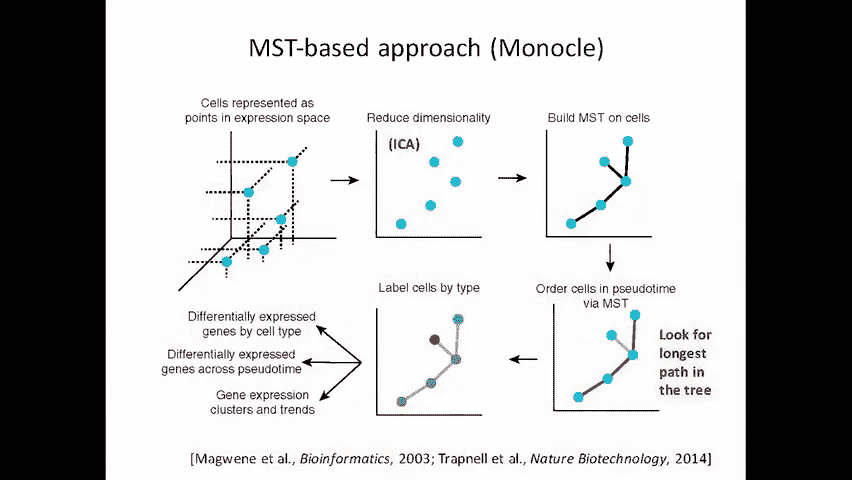 MST-based approach (Monocle)
Cells represented as
points in expression space
Reduce dimensionality
(ICA)
Build MST on cells
Order cells in pseudotime
via MST
Look for
longest
path in
the tree
Label cells by type
Differentially expressed
genes by cell type
Differentially expressed
genes across pseudotime
Gene expression
clusters and trends
[Magwene et al., Bioinformatics, 2003; Trapnell et al., Nature Biotechnology, 2014]